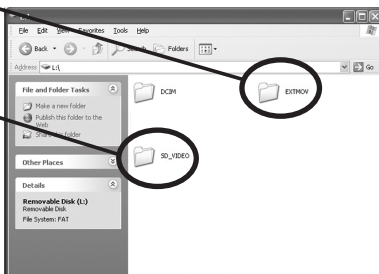 File Edit View Favorites Tools Help
Back Search Folders
Address L:\
Go
File and Folder Tasks
Make a new folder
Publish this folder to the
Web
Share this folder
Other Places
Details
Removable Disk (L:)
Removable Disk
File System: FAT
DCIM
EXTMOV
SD_VIDEO